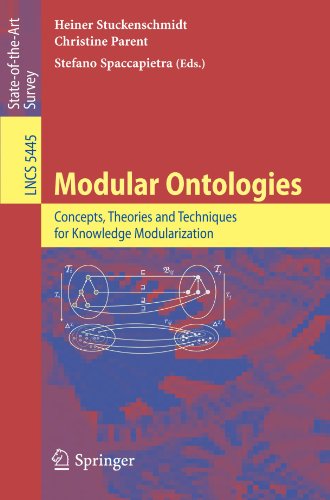 Heiner Stuckenschmidt
Christine Parent
Stefano Spaccapietra (Eds.)
State-of-the-Art
Survey
LNCS 5445
Modular Ontologies
Concepts, Theories and Techniques
for Knowledge Modularization
Springer